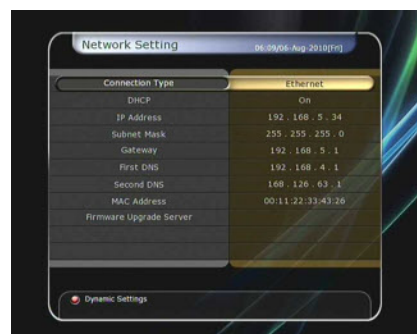 Network Setting
06:09/06-Aug-2010[Fri]
Connection Type Ethernet
DHCP On
IP Address 192 . 168 . 5 . 34
Subnet Mask 255 . 255 . 255 . 0
Gateway 192 . 168 . 5 . 1
First DNS 192 . 168 . 4 . 1
Second DNS 168 . 126 . 63 . 1
MAC Address 00:11:22:33:43:26
Firmware Upgrade Server
Dynamic Settings